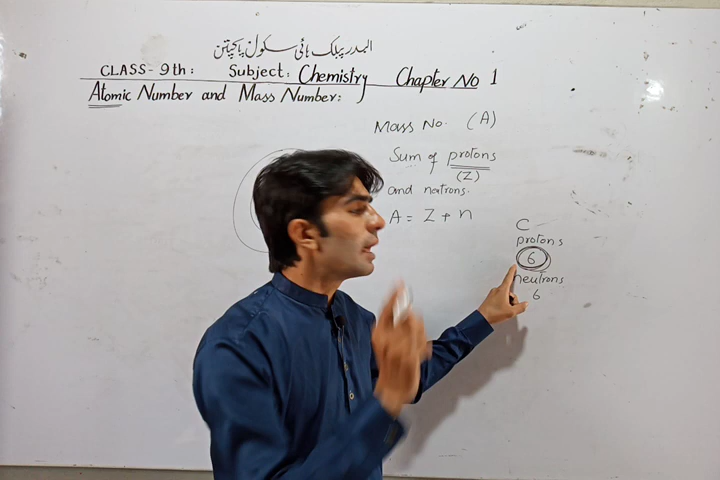 البدر پبلک ہائی سکول پاکپتن
CLASS - 9th: Subject: Chemistry Chapter No 1
Atomic Number and Mass Number:
Mass No. (A)
Sum of protons
(Z)
and neutrons.
A = Z + n
C
protons
6
neutrons
6